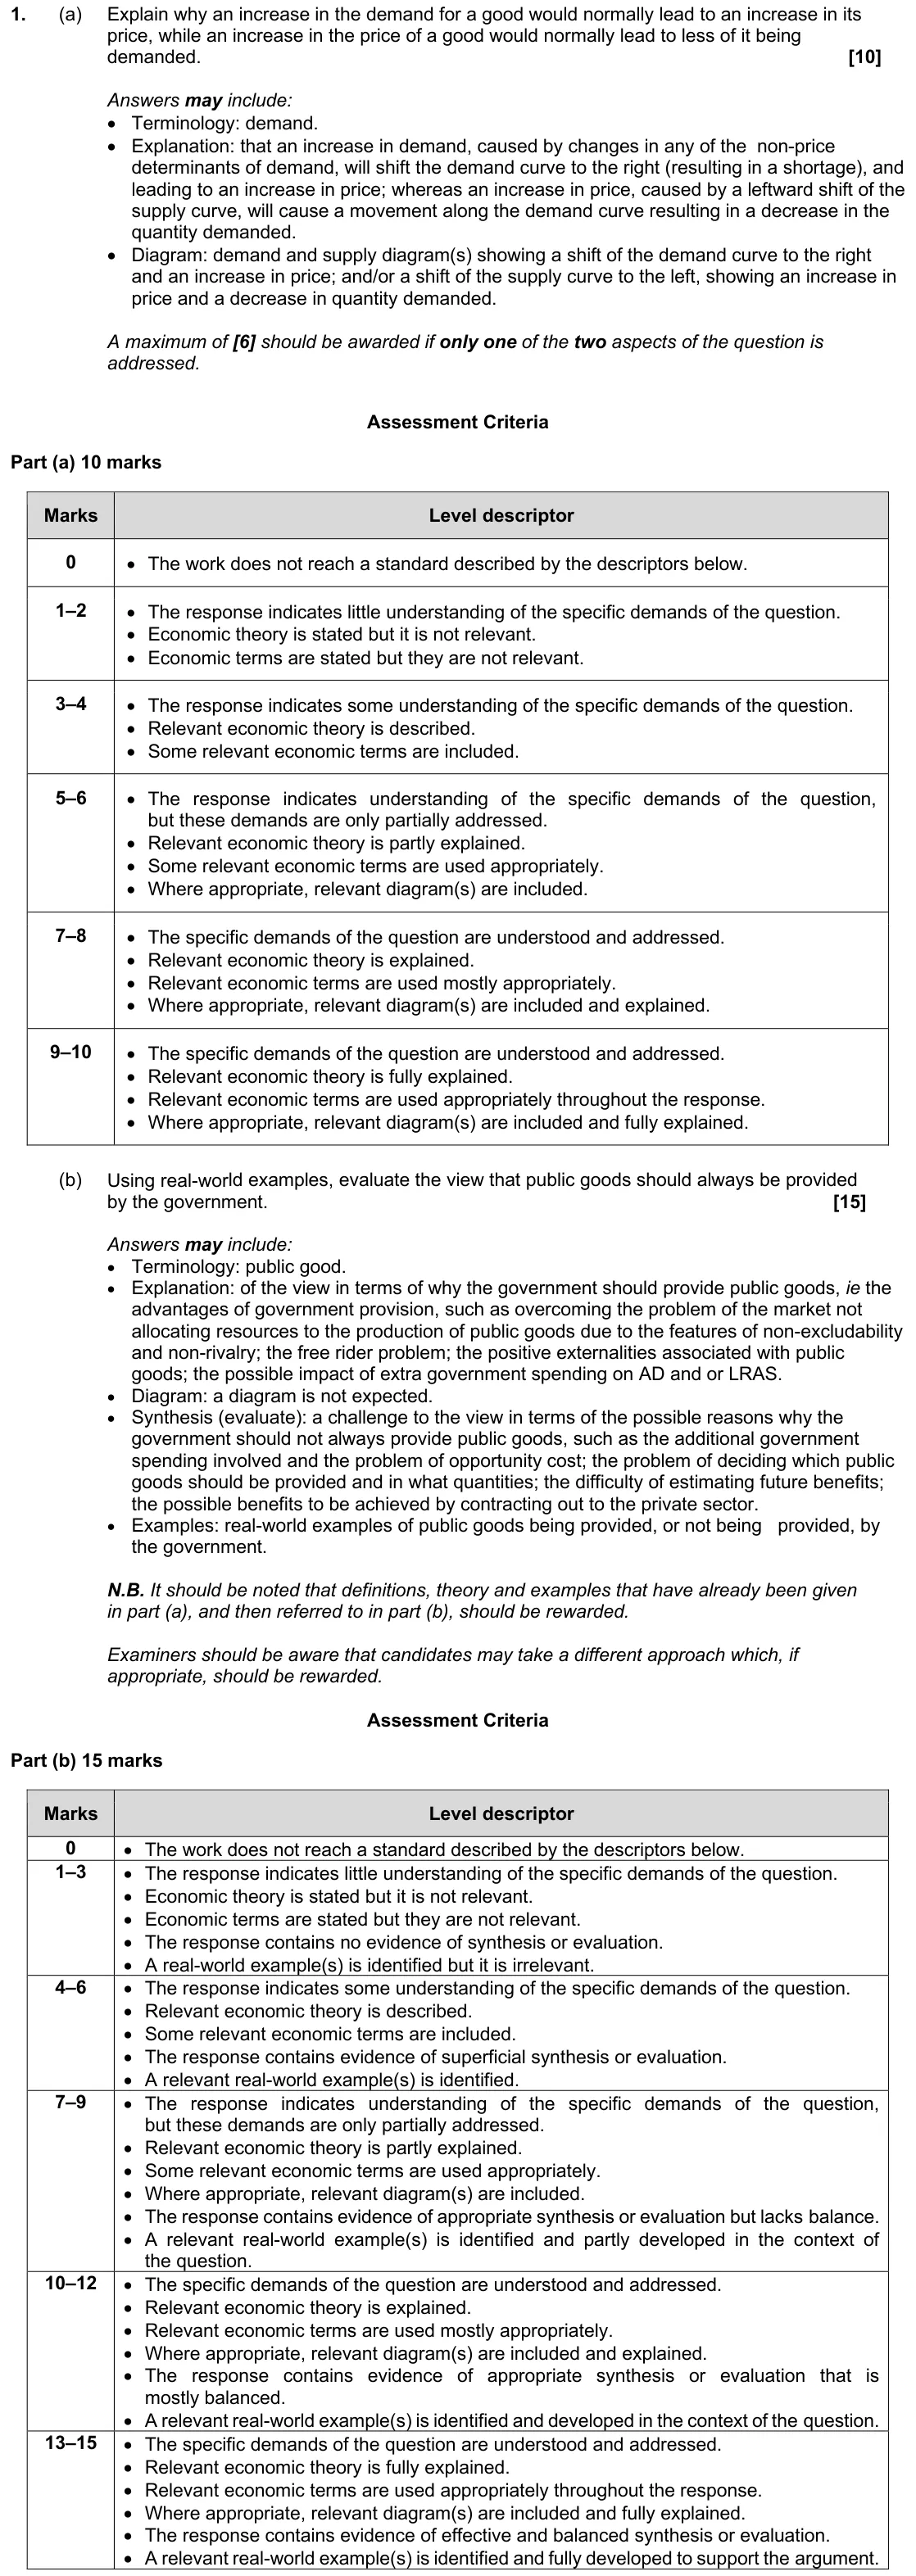 1. (a) Explain why an increase in the demand for a good would normally lead to an increase in its
price, while an increase in the price of a good would normally lead to less of it being
demanded. [10]
Answers may include:
• Terminology: demand.
• Explanation: that an increase in demand, caused by changes in any of the non-price
determinants of demand, will shift the demand curve to the right (resulting in a shortage), and
leading to an increase in price; whereas an increase in price, caused by a leftward shift of the
supply curve, will cause a movement along the demand curve resulting in a decrease in the
quantity demanded.
• Diagram: demand and supply diagram(s) showing a shift of the demand curve to the right
and an increase in price; and/or a shift of the supply curve to the left, showing an increase in
price and a decrease in quantity demanded.
A maximum of [6] should be awarded if only one of the two aspects of the question is
addressed.
Assessment Criteria
Part (a) 10 marks
Marks Level descriptor
0 • The work does not reach a standard described by the descriptors below.
1–2 • The response indicates little understanding of the specific demands of the question.
• Economic theory is stated but it is not relevant.
• Economic terms are stated but they are not relevant.
3–4 • The response indicates some understanding of the specific demands of the question.
• Relevant economic theory is described.
• Some relevant economic terms are included.
5–6 • The response indicates understanding of the specific demands of the question,
but these demands are only partially addressed.
• Relevant economic theory is partly explained.
• Some relevant economic terms are used appropriately.
• Where appropriate, relevant diagram(s) are included.
7–8 • The specific demands of the question are understood and addressed.
• Relevant economic theory is explained.
• Relevant economic terms are used mostly appropriately.
• Where appropriate, relevant diagram(s) are included and explained.
9–10 • The specific demands of the question are understood and addressed.
• Relevant economic theory is fully explained.
• Relevant economic terms are used appropriately throughout the response.
• Where appropriate, relevant diagram(s) are included and fully explained.
(b) Using real-world examples, evaluate the view that public goods should always be provided
by the government. [15]
Answers may include:
• Terminology: public good.
• Explanation: of the view in terms of why the government should provide public goods, ie the
advantages of government provision, such as overcoming the problem of the market not
allocating resources to the production of public goods due to the features of non-excludability
and non-rivalry; the free rider problem; the positive externalities associated with public
goods; the possible impact of extra government spending on AD and or LRAS.
• Diagram: a diagram is not expected.
• Synthesis (evaluate): a challenge to the view in terms of the possible reasons why the
government should not always provide public goods, such as the additional government
spending involved and the problem of opportunity cost; the problem of deciding which public
goods should be provided and in what quantities; the difficulty of estimating future benefits;
the possible benefits to be achieved by contracting out to the private sector.
• Examples: real-world examples of public goods being provided, or not being provided, by
the government.
N.B. It should be noted that definitions, theory and examples that have already been given
in part (a), and then referred to in part (b), should be rewarded.
Examiners should be aware that candidates may take a different approach which, if
appropriate, should be rewarded.
Assessment Criteria
Part (b) 15 marks
Marks Level descriptor
0 • The work does not reach a standard described by the descriptors below.
1–3 • The response indicates little understanding of the specific demands of the question.
• Economic theory is stated but it is not relevant.
• Economic terms are stated but they are not relevant.
• The response contains no evidence of synthesis or evaluation.
• A real-world example(s) is identified but it is irrelevant.
4–6 • The response indicates some understanding of the specific demands of the question.
• Relevant economic theory is described.
• Some relevant economic terms are included.
• The response contains evidence of superficial synthesis or evaluation.
• A relevant real-world example(s) is identified.
7–9 • The response indicates understanding of the specific demands of the question,
but these demands are only partially addressed.
• Relevant economic theory is partly explained.
• Some relevant economic terms are used appropriately.
• Where appropriate, relevant diagram(s) are included.
• The response contains evidence of appropriate synthesis or evaluation but lacks balance.
• A relevant real-world example(s) is identified and partly developed in the context of
the question.
10–12 • The specific demands of the question are understood and addressed.
• Relevant economic theory is explained.
• Relevant economic terms are used mostly appropriately.
• Where appropriate, relevant diagram(s) are included and explained.
• The response contains evidence of appropriate synthesis or evaluation that is
mostly balanced.
• A relevant real-world example(s) is identified and developed in the context of the question.
13–15 • The specific demands of the question are understood and addressed.
• Relevant economic theory is fully explained.
• Relevant economic terms are used appropriately throughout the response.
• Where appropriate, relevant diagram(s) are included and fully explained.
• The response contains evidence of effective and balanced synthesis or evaluation.
• A relevant real-world example(s) is identified and fully developed to support the argument.